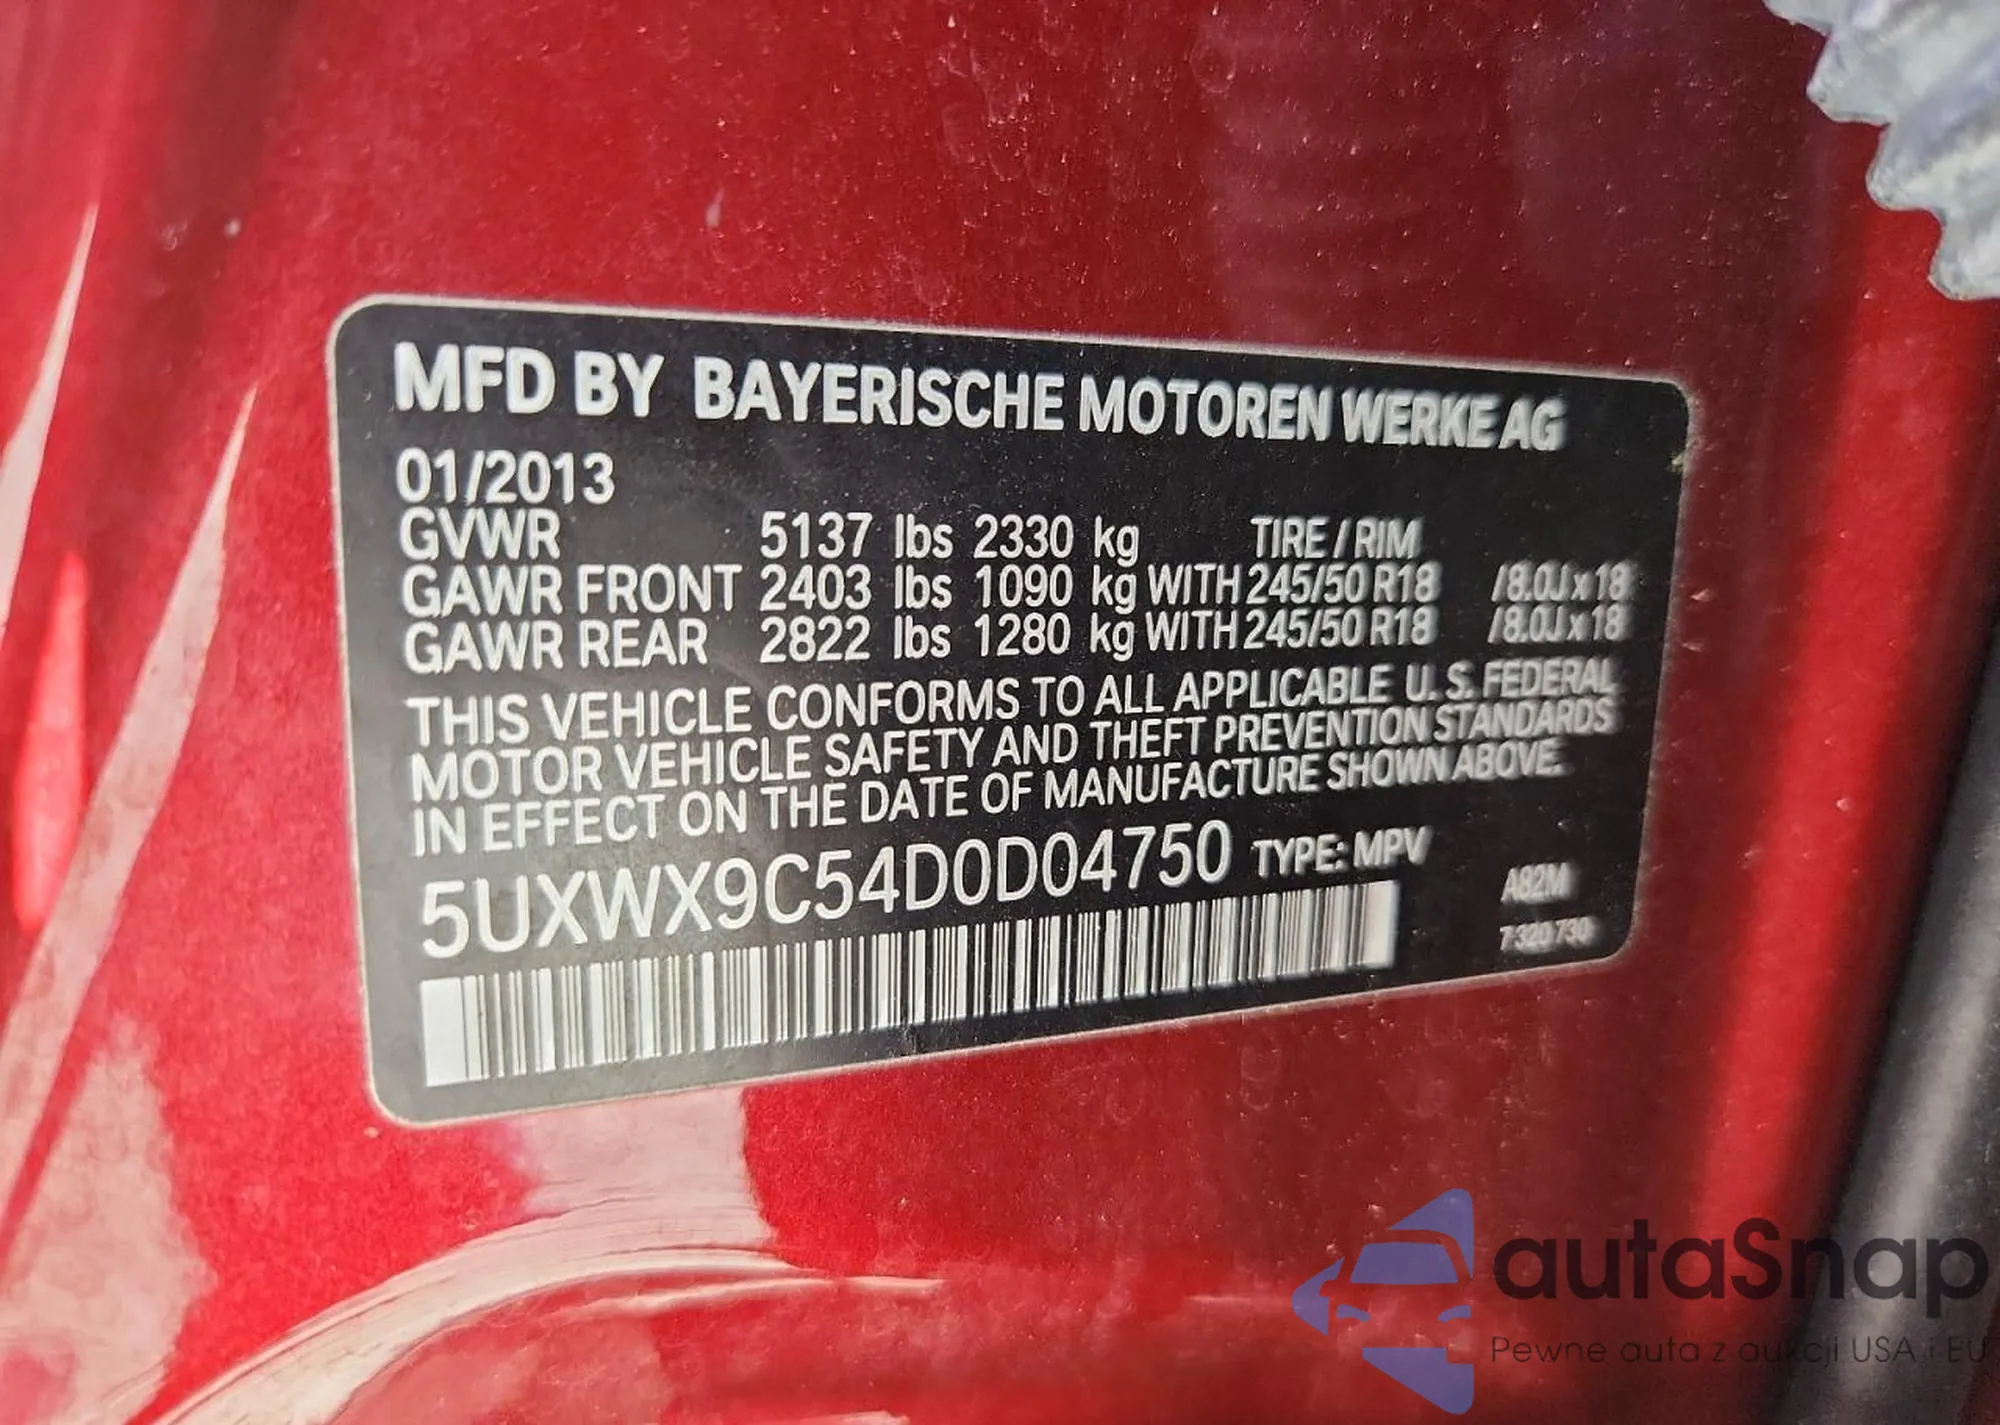 MFD BY BAYERISCHE MOTOREN WERKE AG
01/2013
GVWR 5137 lbs 2330 kg TIRE / RIM
GAWR FRONT 2403 lbs 1090 kg WITH 245/50 R18 /8.0J x 18
GAWR REAR 2822 lbs 1280 kg WITH 245/50 R18 /8.0J x 18
THIS VEHICLE CONFORMS TO ALL APPLICABLE U.S. FEDERAL
MOTOR VEHICLE SAFETY AND THEFT PREVENTION STANDARDS
IN EFFECT ON THE DATE OF MANUFACTURE SHOWN ABOVE.
5UXWX9C54D0D04750 TYPE: MPV
A82M
7 320 730
autaSnap
Pewne auta z aukcji USA i EU